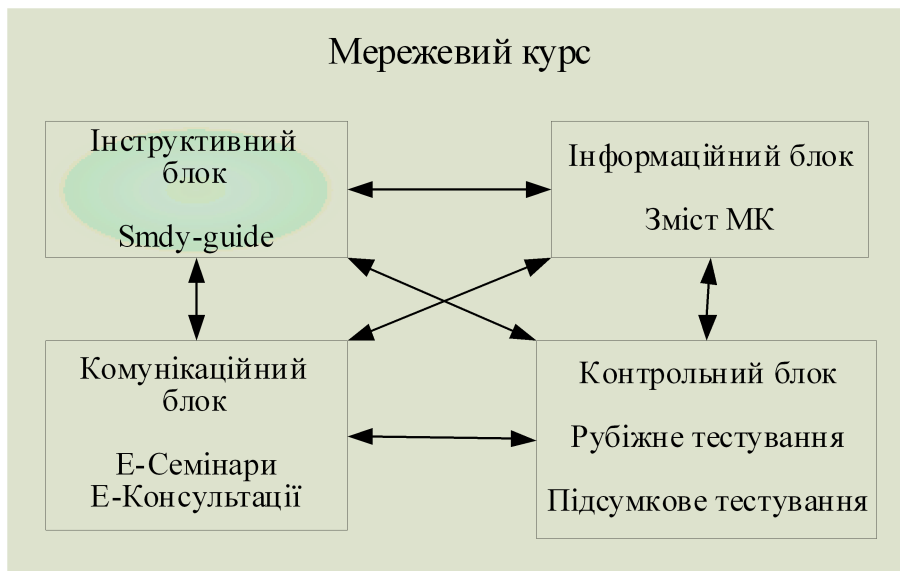 Мережевий курс
Інструктивний
блок
Smdy-guide
Інформаційний блок
Зміст МК
Комунікаційний
блок
Е-Семінари
Е-Консультації
Контрольний блок
Рубіжне тестування
Підсумкове тестування